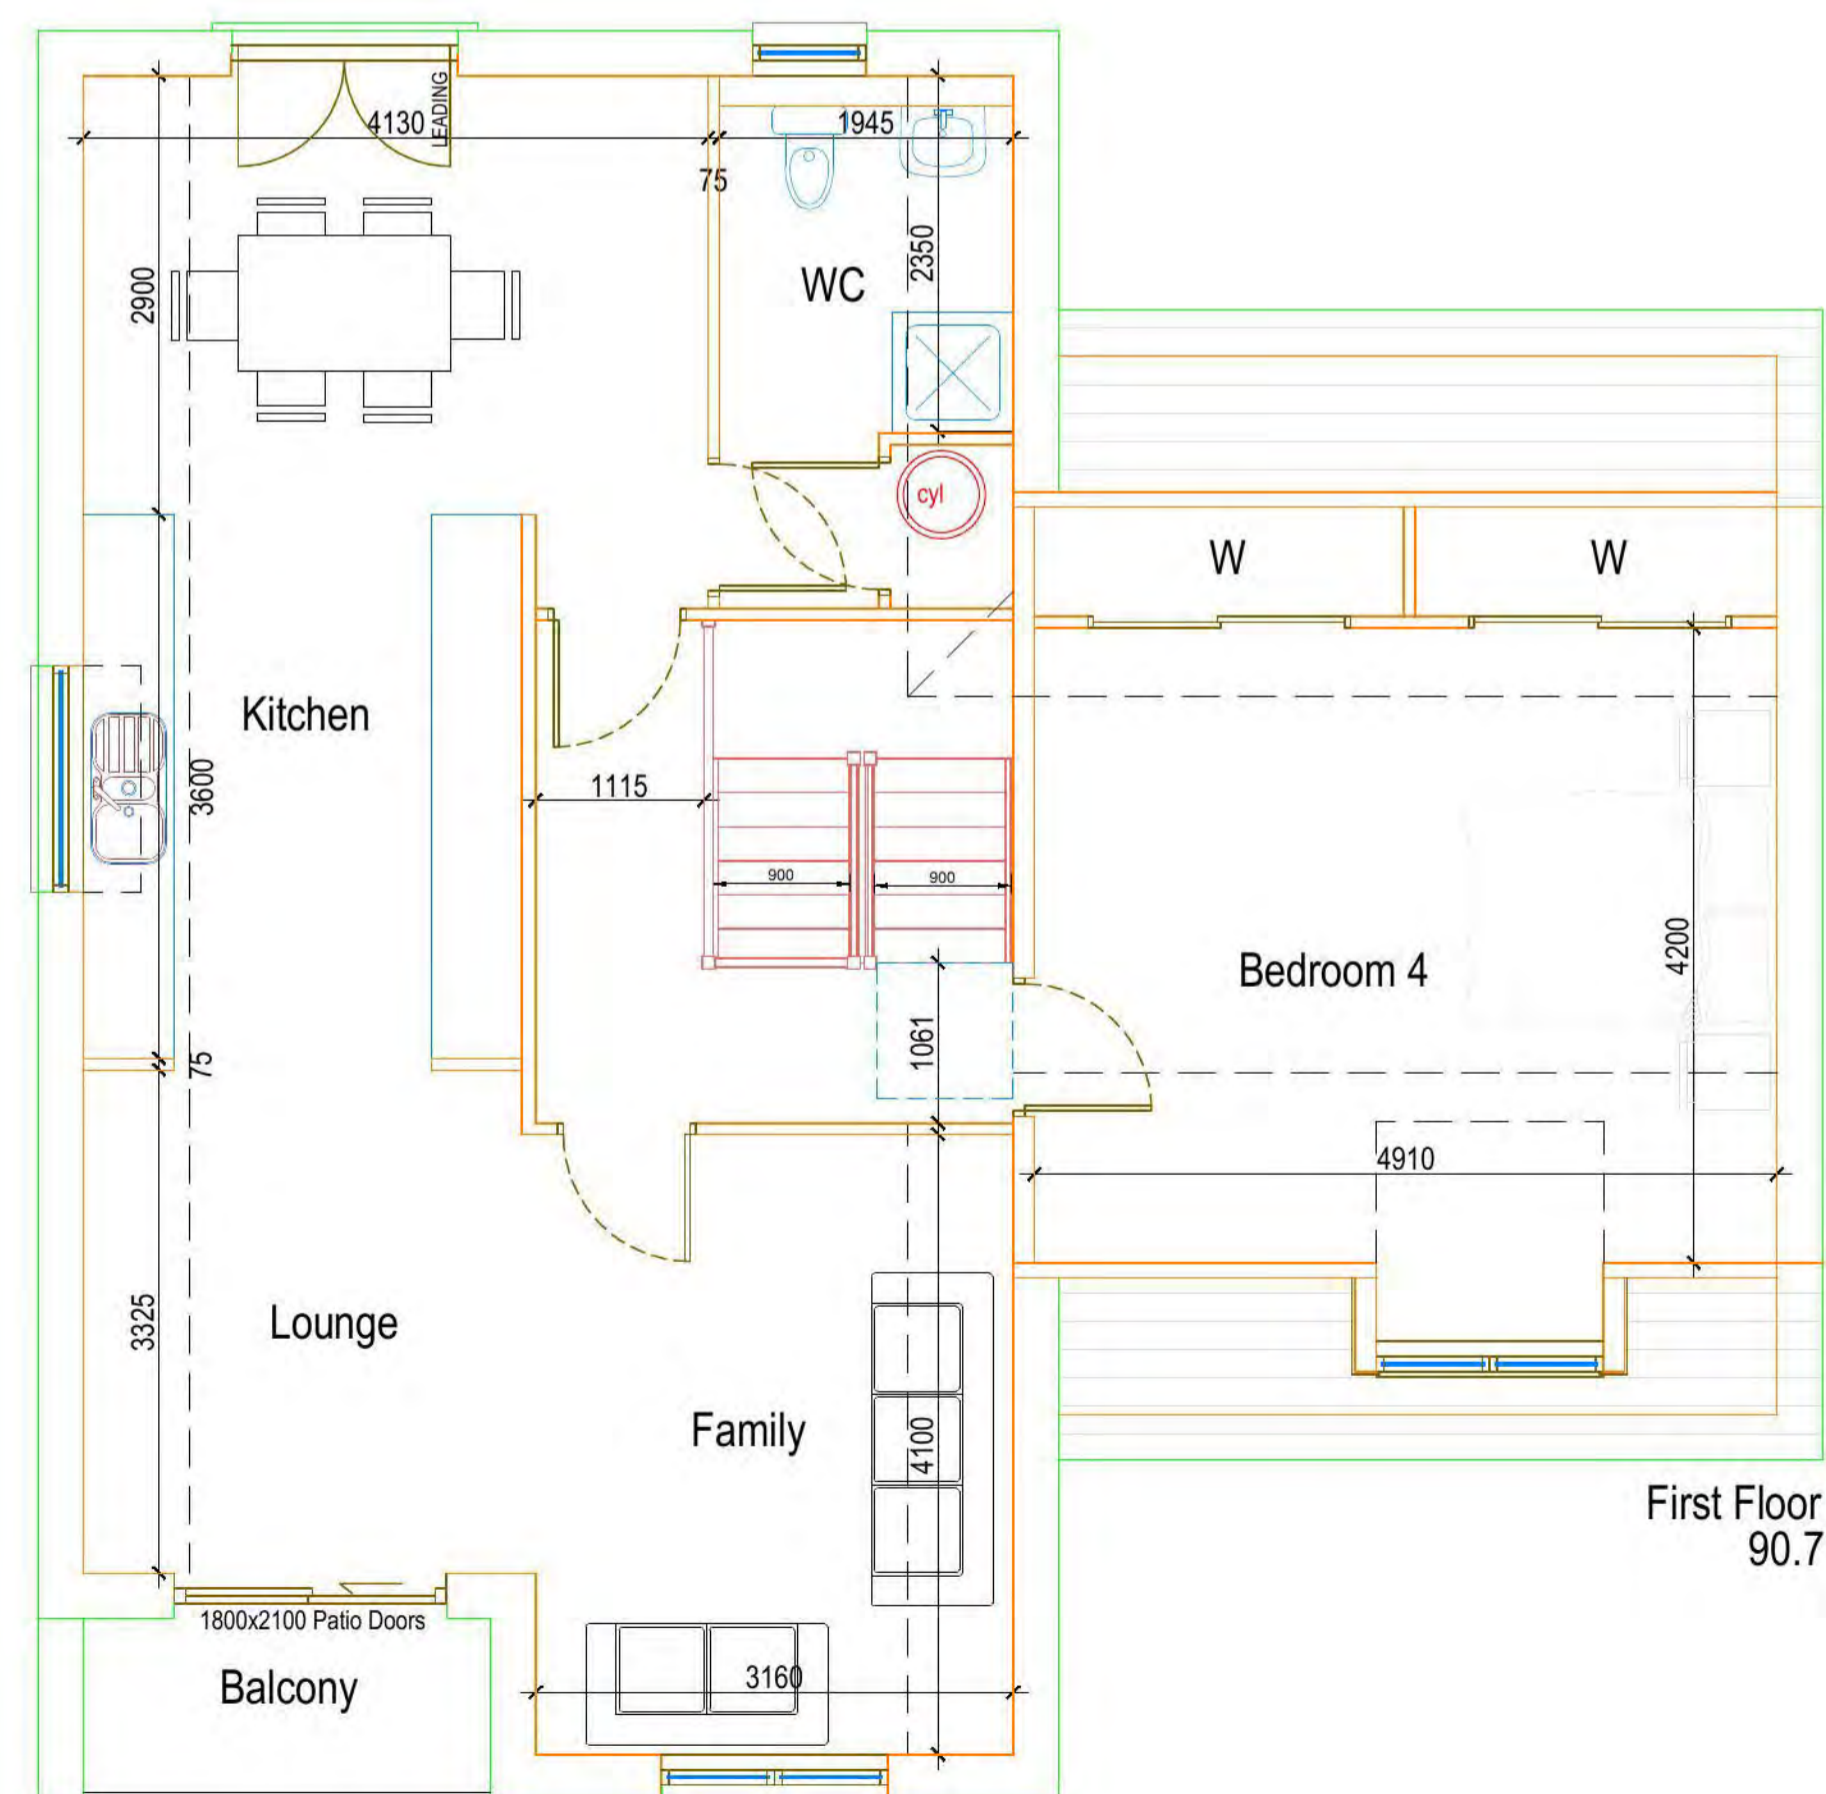 LEADING
4130
1945
75
2900
2350
WC
cyl
W
W
Kitchen
3600
1115
900
900
Bedroom 4
4200
1061
75
4910
3325
Lounge
Family
4100
First Floor
90.7
1800x2100 Patio Doors
Balcony
3160